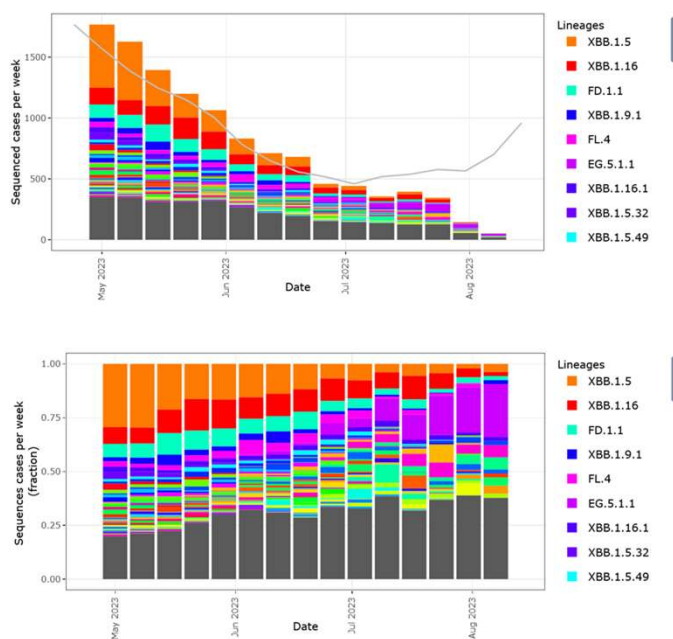 Lineages
XBB.1.5
XBB.1.16
FD.1.1
XBB.1.9.1
FL.4
EG.5.1.1
XBB.1.16.1
XBB.1.5.32
XBB.1.5.49
Sequenced cases per week
1500
1000
500
0
May 2023
Jun 2023
Jul 2023
Aug 2023
Date
Lineages
XBB.1.5
XBB.1.16
FD.1.1
XBB.1.9.1
FL.4
EG.5.1.1
XBB.1.16.1
XBB.1.5.32
XBB.1.5.49
Sequences cases per week
(fraction)
1.00
0.75
0.50
0.25
0.00
May 2023
Jun 2023
Jul 2023
Aug 2023
Date